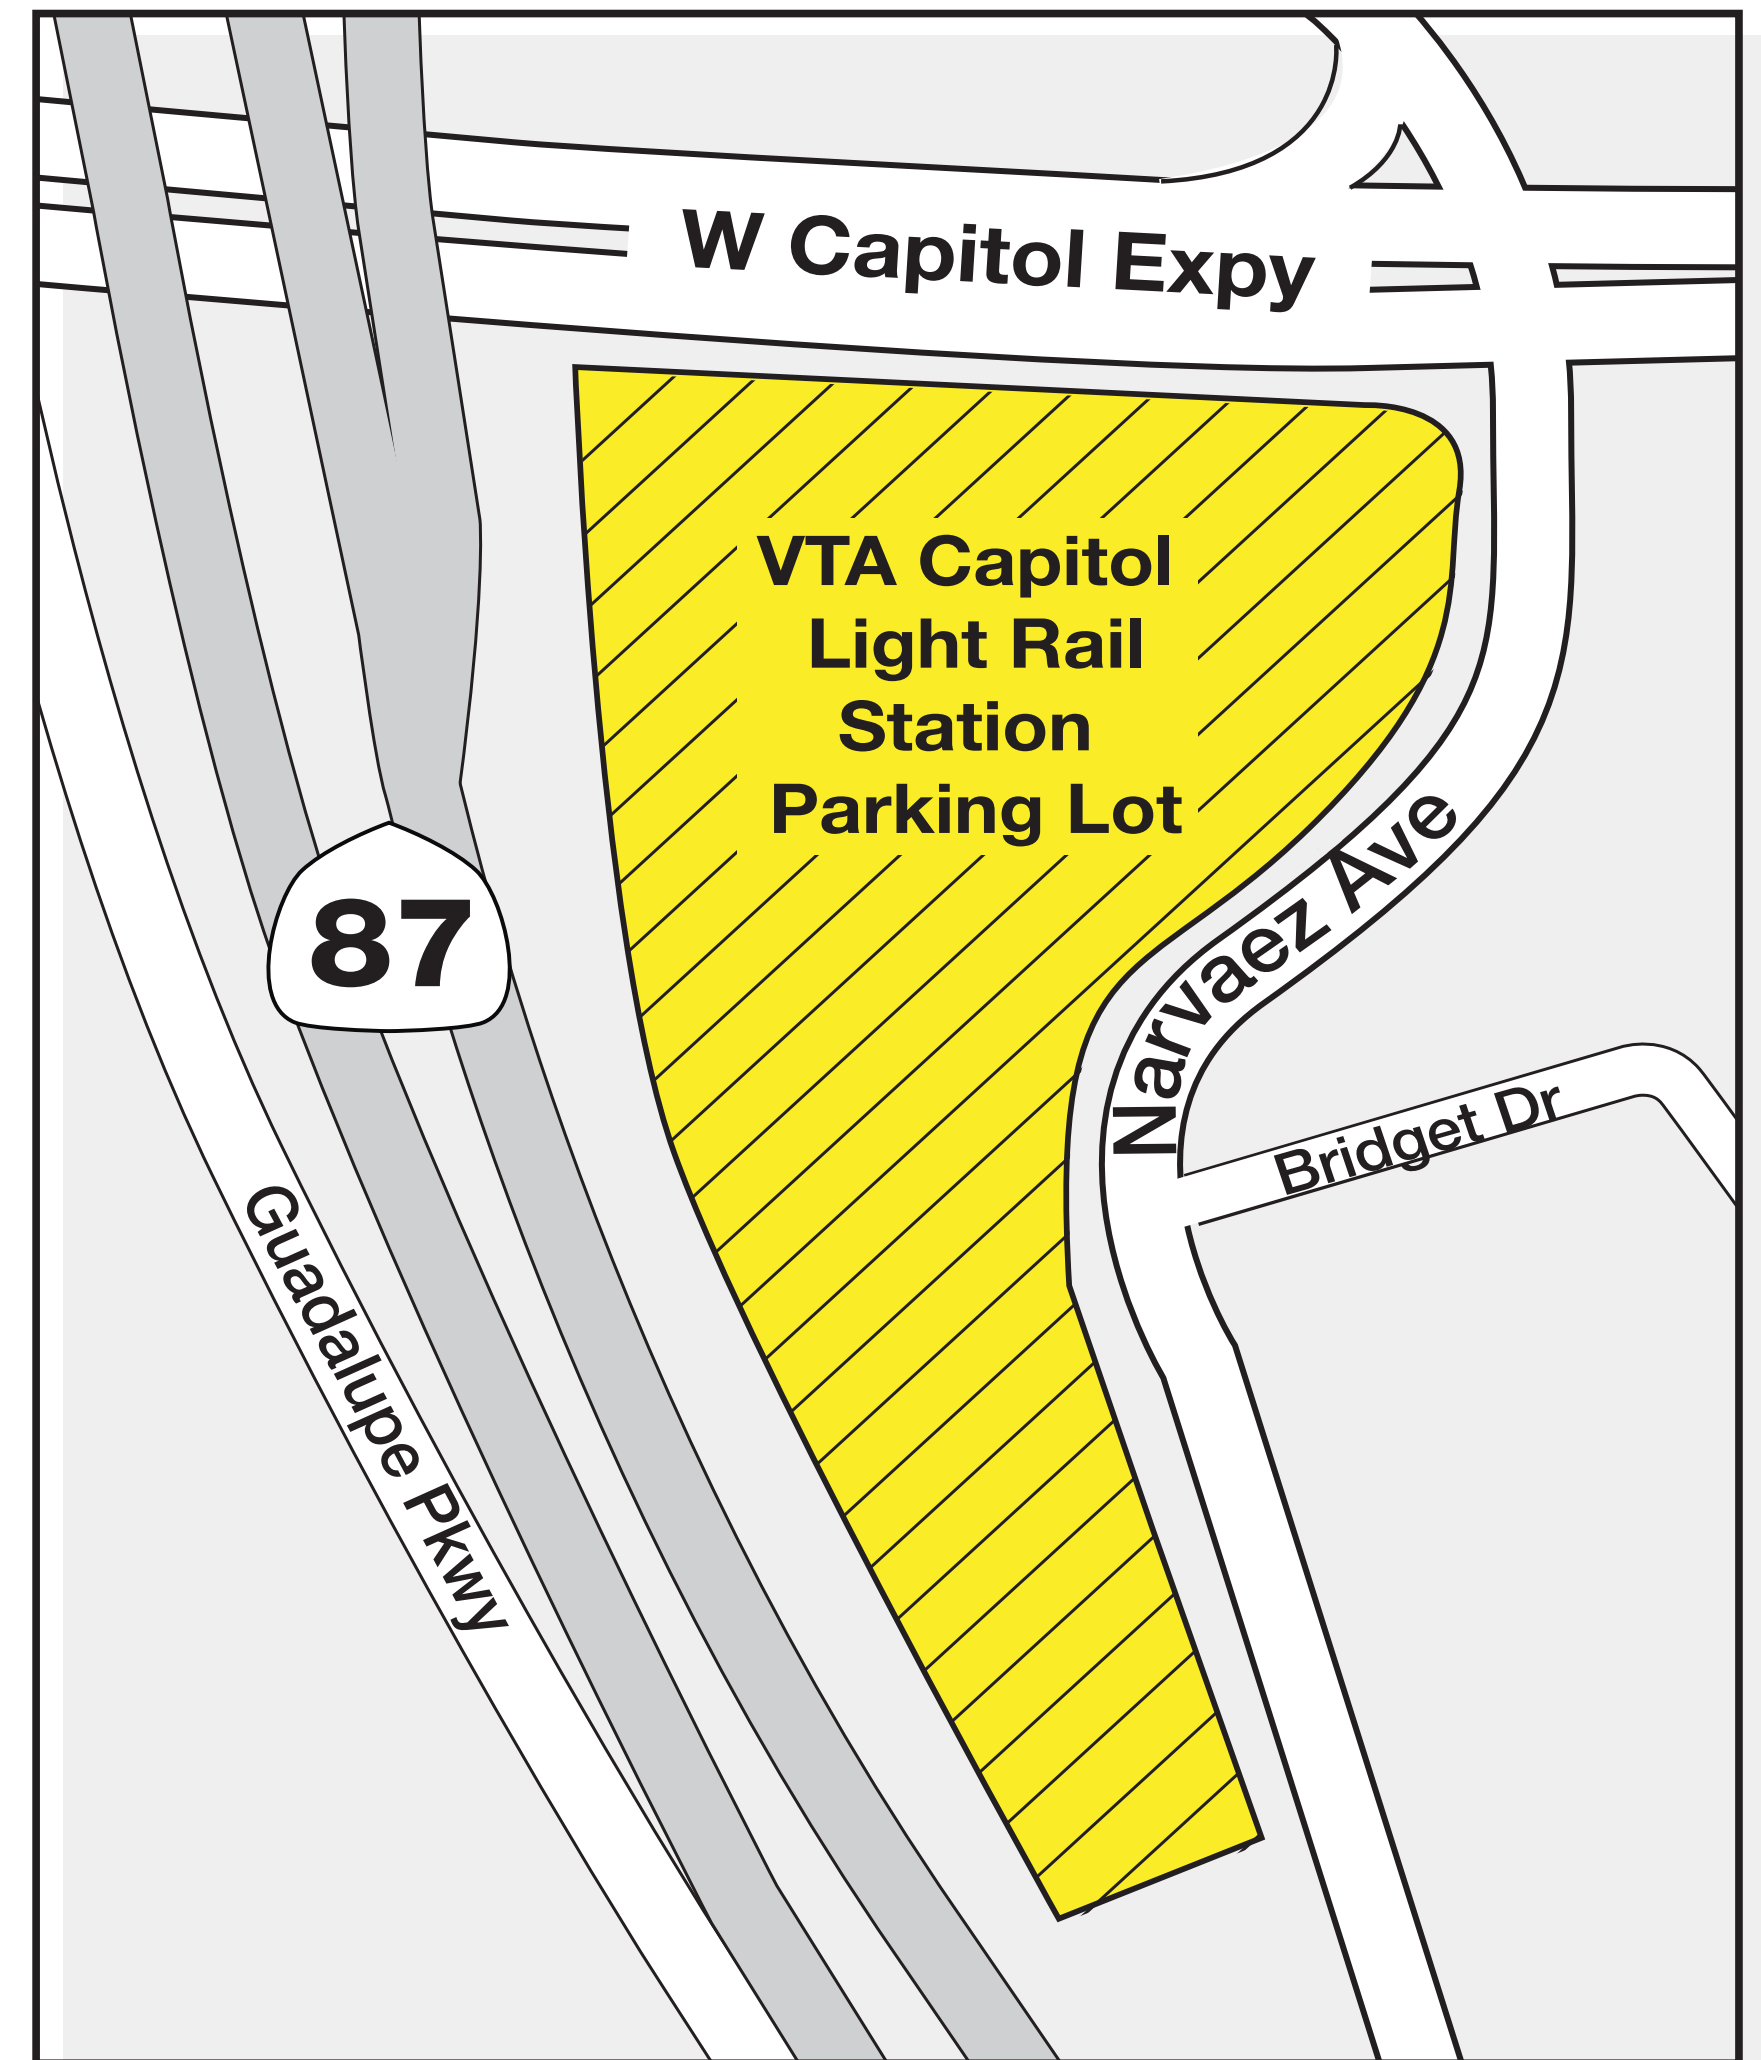 W Capitol Expy
VTA Capitol
Light Rail
Station
Parking Lot
Narvaez Ave
87
Bridget Dr
Guadalupe Pkwy